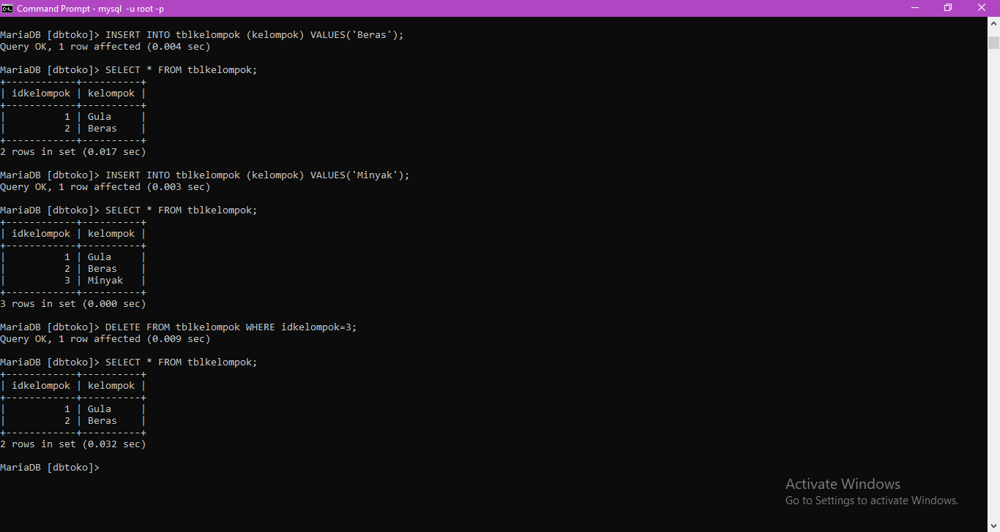 Command Prompt - mysql -u root -p
MariaDB [dbtoko]> INSERT INTO tblkelompok (kelompok) VALUES('Beras');
Query OK, 1 row affected (0.004 sec)
MariaDB [dbtoko]> SELECT * FROM tblkelompok;
+------------+----------+
| idkelompok | kelompok |
+------------+----------+
|          1 | Gula     |
|          2 | Beras    |
+------------+----------+
2 rows in set (0.017 sec)
MariaDB [dbtoko]> INSERT INTO tblkelompok (kelompok) VALUES('Minyak');
Query OK, 1 row affected (0.003 sec)
MariaDB [dbtoko]> SELECT * FROM tblkelompok;
+------------+----------+
| idkelompok | kelompok |
+------------+----------+
|          1 | Gula     |
|          2 | Beras    |
|          3 | Minyak   |
+------------+----------+
3 rows in set (0.000 sec)
MariaDB [dbtoko]> DELETE FROM tblkelompok WHERE idkelompok=3;
Query OK, 1 row affected (0.009 sec)
MariaDB [dbtoko]> SELECT * FROM tblkelompok;
+------------+----------+
| idkelompok | kelompok |
+------------+----------+
|          1 | Gula     |
|          2 | Beras    |
+------------+----------+
2 rows in set (0.032 sec)
MariaDB [dbtoko]>
Activate Windows
Go to Settings to activate Windows.